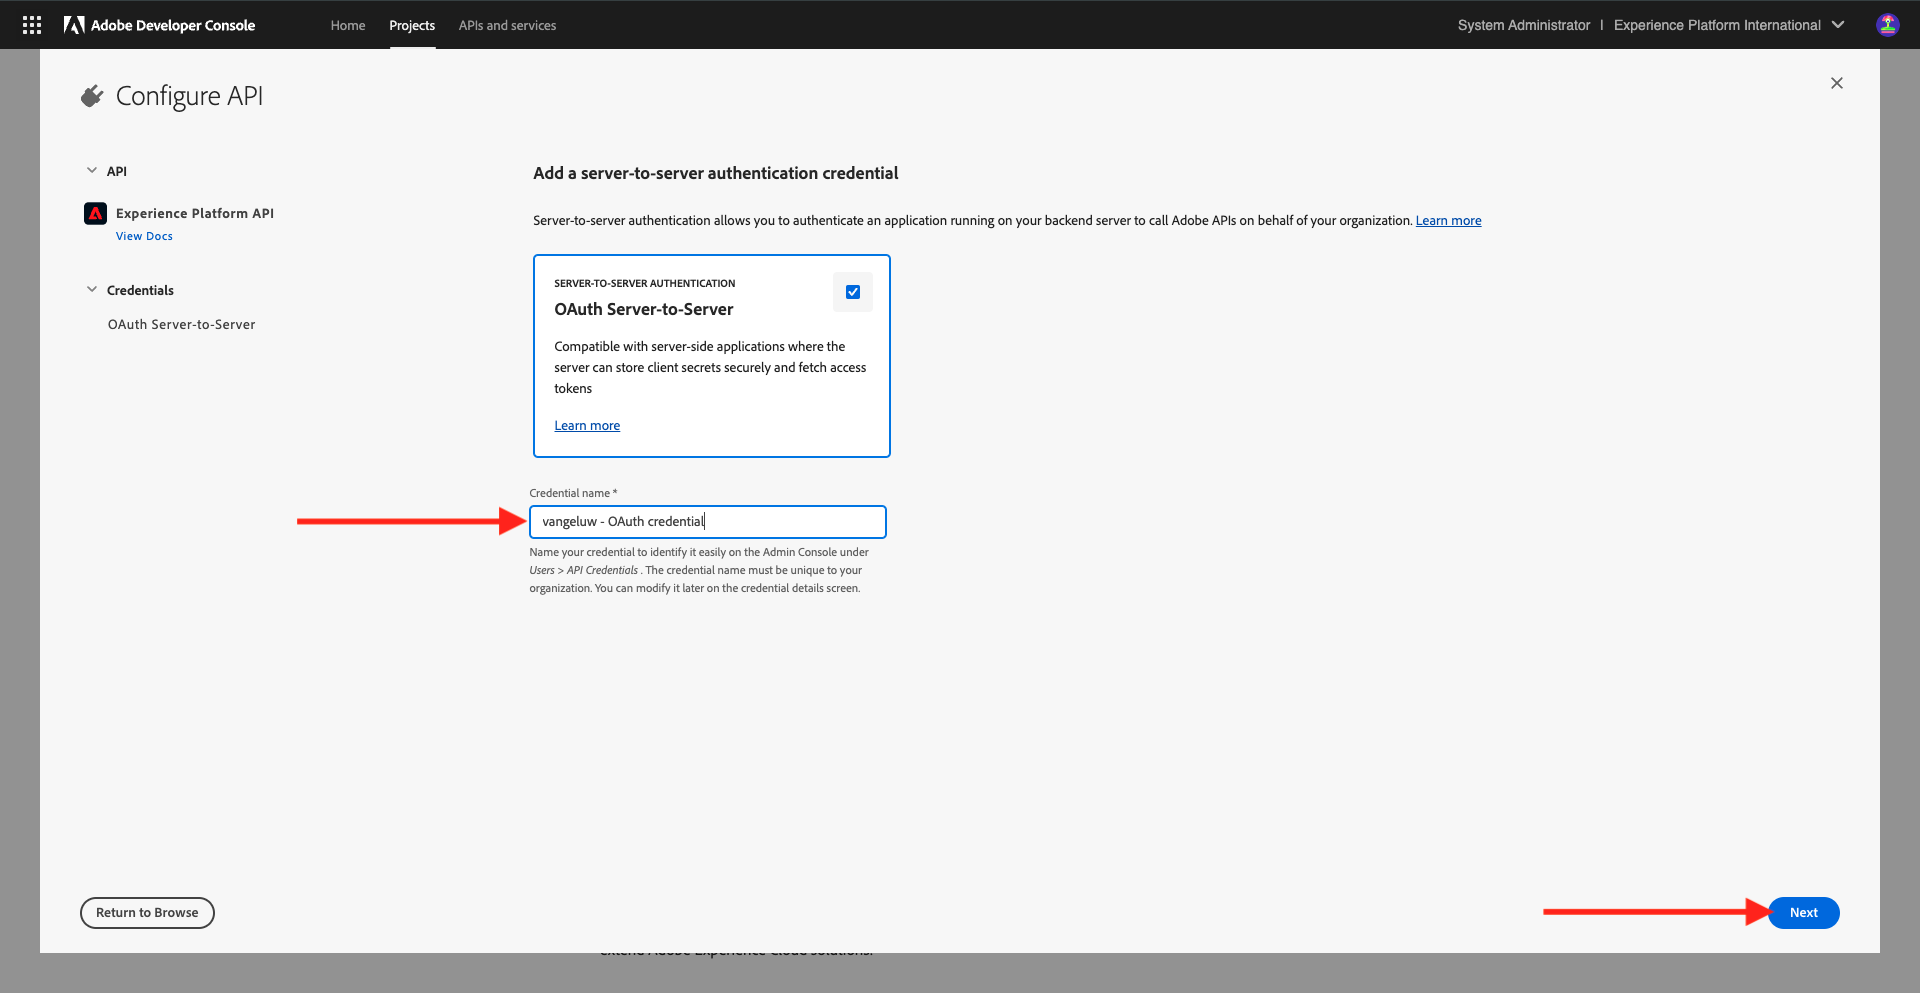 Adobe Developer Console
Home
Projects
APIs and services
System Administrator | Experience Platform International
Configure API
API
Experience Platform API
View Docs
Credentials
OAuth Server-to-Server
Add a server-to-server authentication credential
Server-to-server authentication allows you to authenticate an application running on your backend server to call Adobe APIs on behalf of your organization. Learn more
SERVER-TO-SERVER AUTHENTICATION
OAuth Server-to-Server
Compatible with server-side applications where the
server can store client secrets securely and fetch access
tokens
Learn more
Credential name *
vangeluw - OAuth credential
Name your credential to identify it easily on the Admin Console under
Users > API Credentials . The credential name must be unique to your
organization. You can modify it later on the credential details screen.
Return to Browse
Next
extend Adobe Experience Cloud solutions.